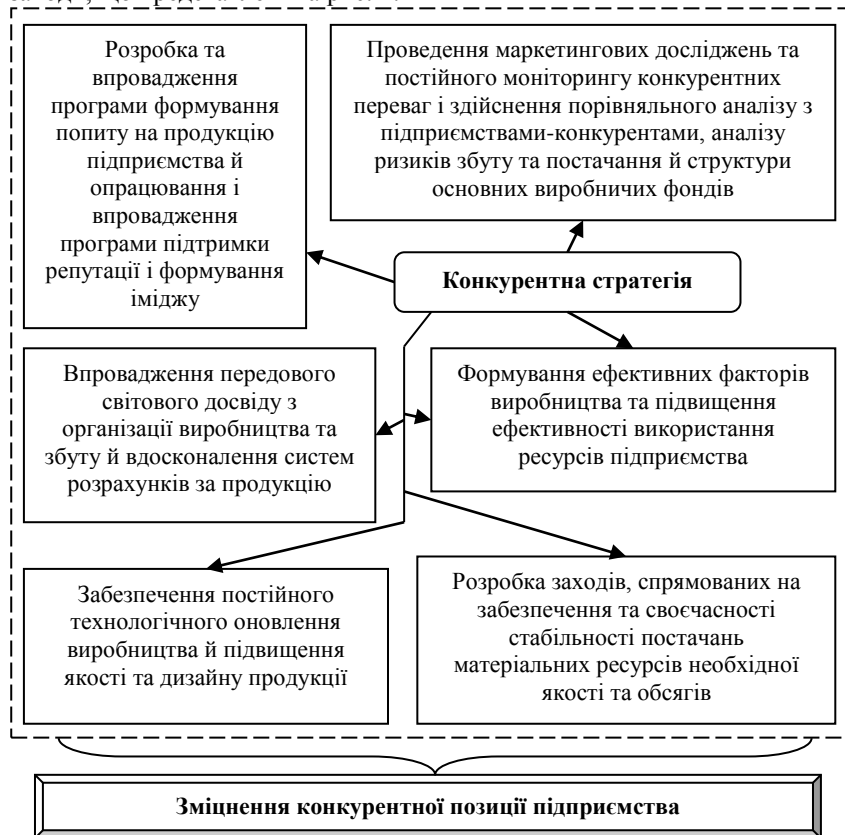 Розробка та
впровадження
програми формування
попиту на продукцію
підприємства й
опрацювання і
впровадження
програми підтримки
репутації і формування
іміджу
Проведення маркетингових досліджень та
постійного моніторингу конкурентних
переваг і здійснення порівняльного аналізу з
підприємствами-конкурентами, аналізу
ризиків збуту та постачання й структури
основних виробничих фондів
Конкурентна стратегія
Впровадження передового
світового досвіду з
організації виробництва та
збуту й вдосконалення систем
розрахунків за продукцію
Формування ефективних факторів
виробництва та підвищення
ефективності використання
ресурсів підприємства
Забезпечення постійного
технологічного оновлення
виробництва й підвищення
якості та дизайну продукції
Розробка заходів, спрямованих на
забезпечення та своєчасності
стабільності постачань
матеріальних ресурсів необхідної
якості та обсягів
Зміцнення конкурентної позиції підприємства